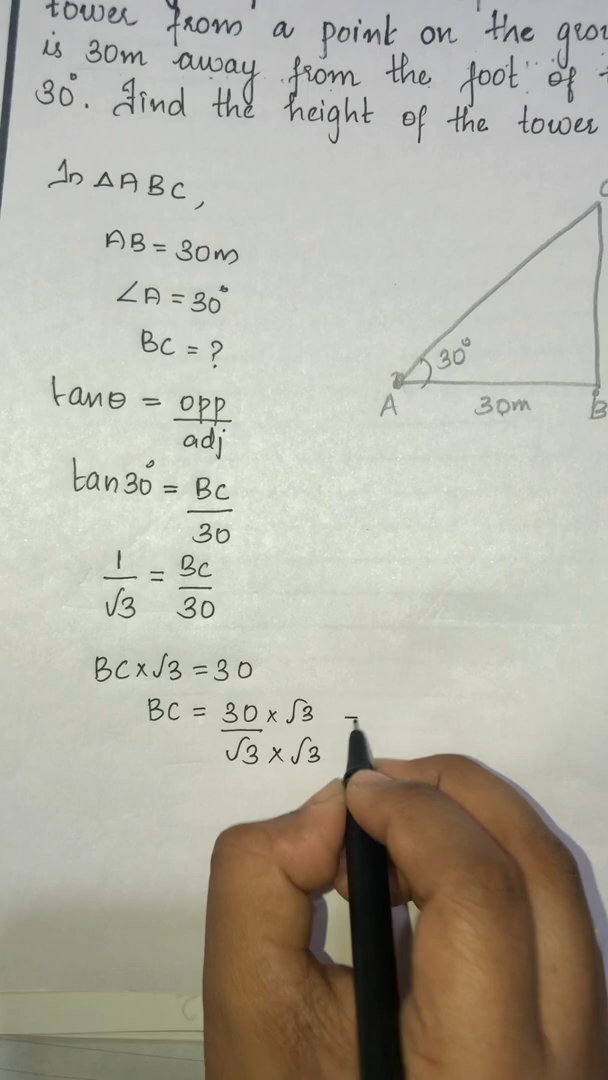 tower from a point on the
is 30m away from the foot of
30°. Find the height of the tower
In △ABC,
AB = 30m
∠A = 30°
BC = ?
tanθ = opp
adj
tan30° = BC
30
1 = BC
√3 30
BC×√3 = 30
BC = 30 × √3 -
√3 × √3
C
30°
A 30m B